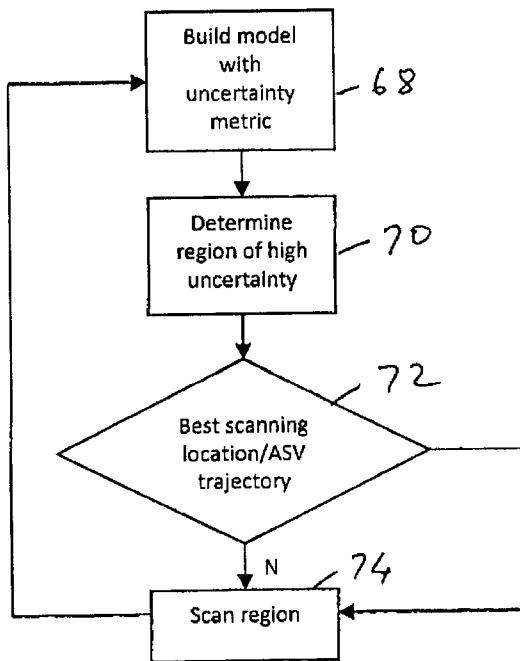 Build model
with
uncertainty
metric
68
Determine
region of high
uncertainty
70
72
Best scanning
location/ASV
trajectory
N
74
Scan region